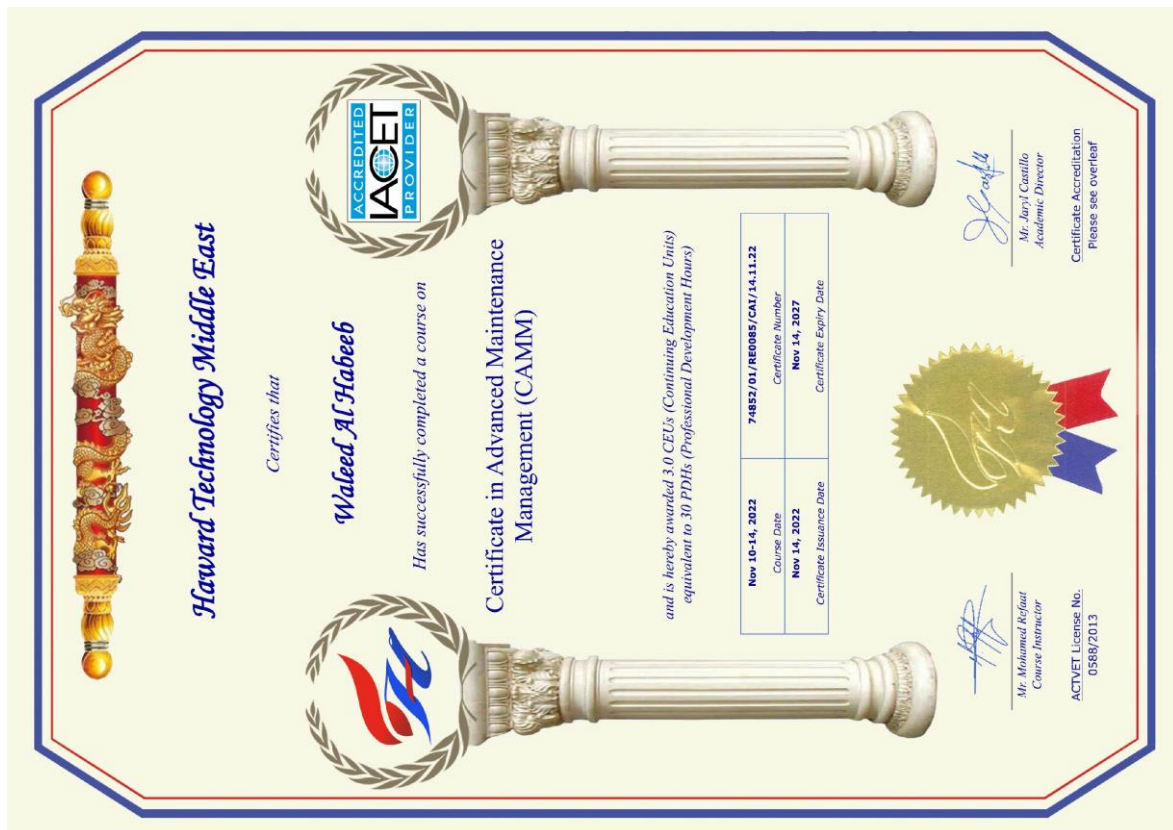 Haward Technology Middle East
Certifies that
ACCREDITED
IACET
PROVIDER
Waleed Al Habeeb
Has successfully completed a course on
Certificate in Advanced Maintenance
Management (CAMM)
and is hereby awarded 3.0 CEUs (Continuing Education Units)
equivalent to 30 PDHs (Professional Development Hours)
Nov 10-14, 2022 74852/01/RE0085/CAI/14.11.22
Course Date Certificate Number
Nov 14, 2022 Nov 14, 2027
Certificate Issuance Date Certificate Expiry Date
Mr. Mohamed Refaat
Course Instructor
Mr. Jaryl Castillo
Academic Director
ACTVET License No.
0588/2013
Certificate Accreditation
Please see overleaf